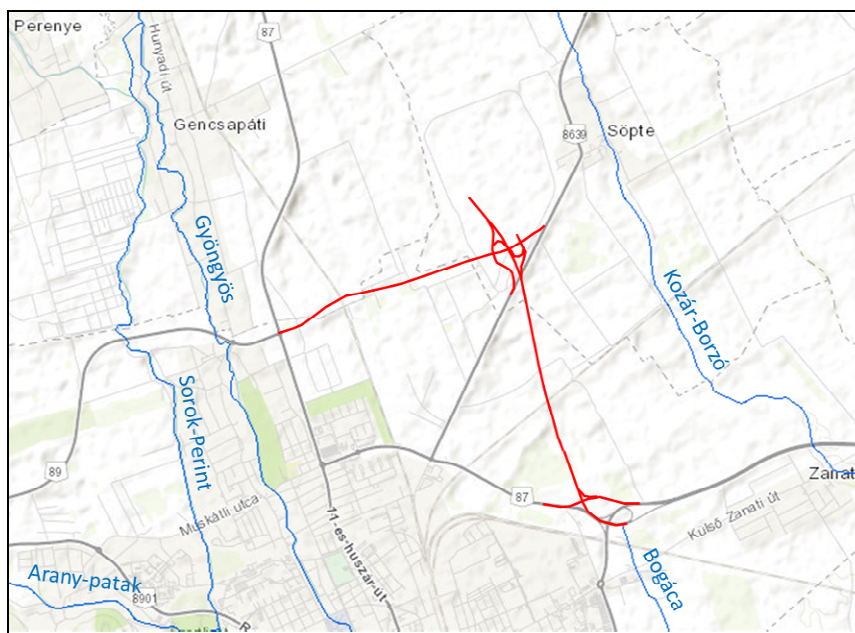 Perenye
Hunyadi út
87
Gencsapáti
8639
Söpte
Gyöngyös
Kozár-Borzó
Sorok-Perint
89
87
Zanat
Muskátli utca
11-es-huszár-út
Külső Zanati út
Arany-patak
8901
Bogáca